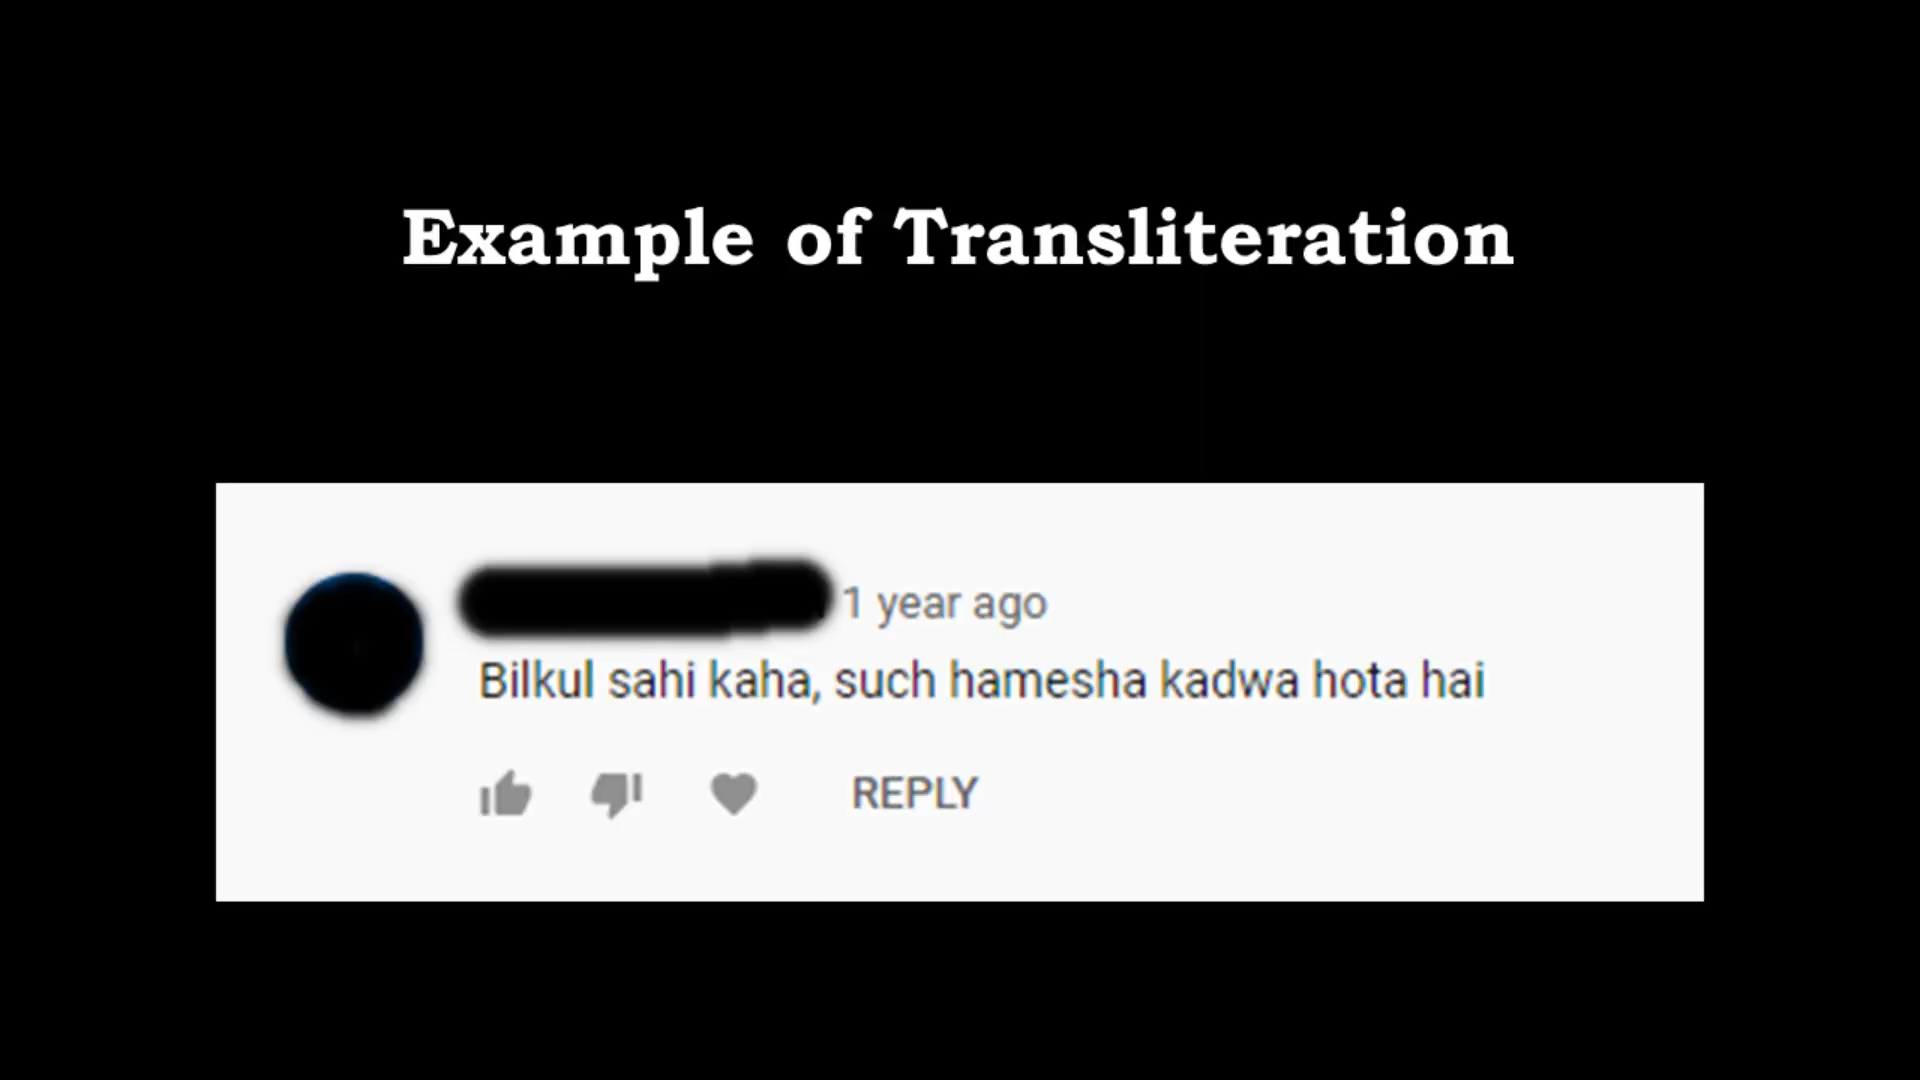 Example of Transliteration
1 year ago
Bilkul sahi kaha, such hamesha kadwa hota hai
REPLY